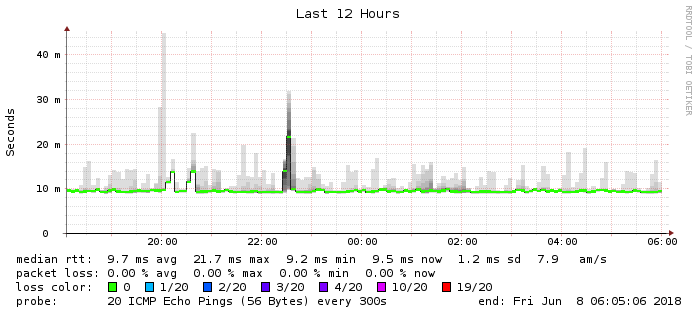 Last 12 Hours
RRDTOOL / TOBI OETIKER
Seconds
40 m
30 m
20 m
10 m
0
20:00 22:00 00:00 02:00 04:00 06:00
median rtt: 9.7 ms avg 21.7 ms max 9.2 ms min 9.5 ms now 1.2 ms sd 7.9 am/s
packet loss: 0.00 % avg 0.00 % max 0.00 % min 0.00 % now
loss color: 0 1/20 2/20 3/20 4/20 10/20 19/20
probe: 20 ICMP Echo Pings (56 Bytes) every 300s end: Fri Jun 8 06:05:06 2018